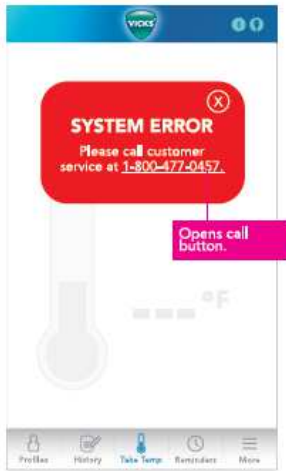 VICKS
X
SYSTEM ERROR
Please call customer
service at 1-800-477-0457.
Opens call
button.
---°F
Profiles History Take Temp Reminders More